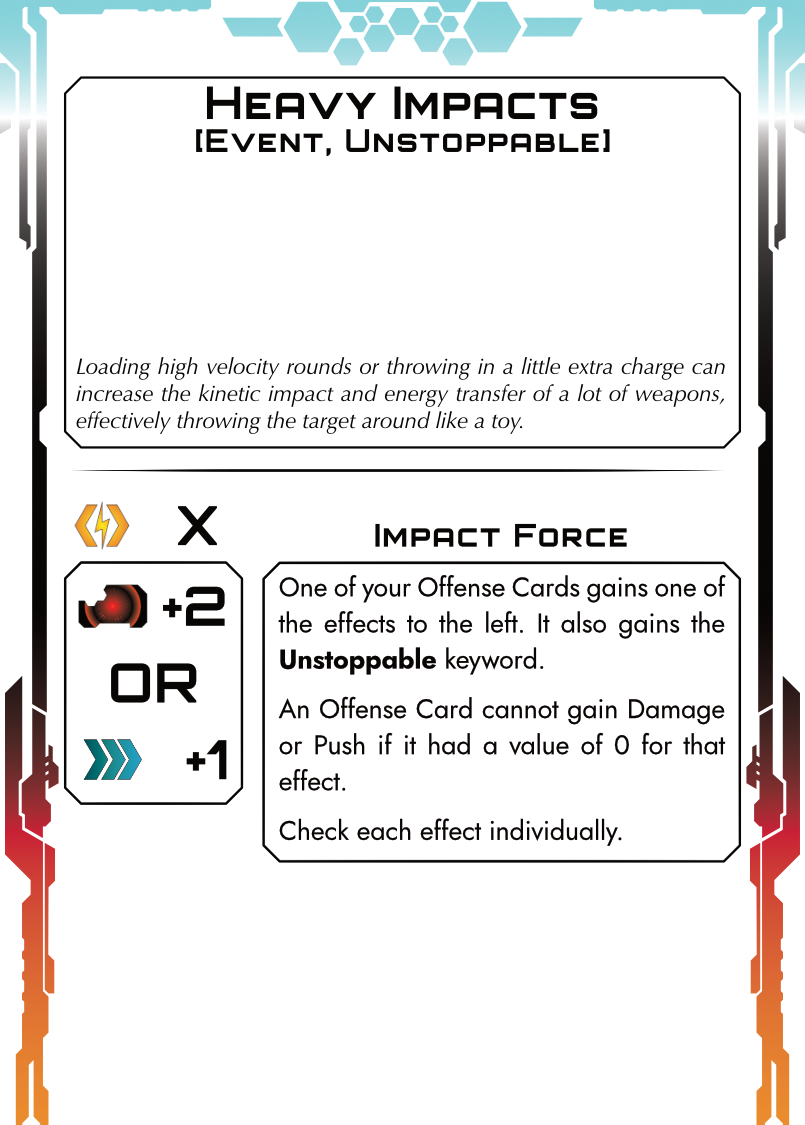 Heavy Impacts
[Event, Unstoppable]
Loading high velocity rounds or throwing in a little extra charge can
increase the kinetic impact and energy transfer of a lot of weapons,
effectively throwing the target around like a toy.
X
Impact Force
+2
OR
+1
One of your Offense Cards gains one of
the effects to the left. It also gains the
Unstoppable keyword.
An Offense Card cannot gain Damage
or Push if it had a value of 0 for that
effect.
Check each effect individually.